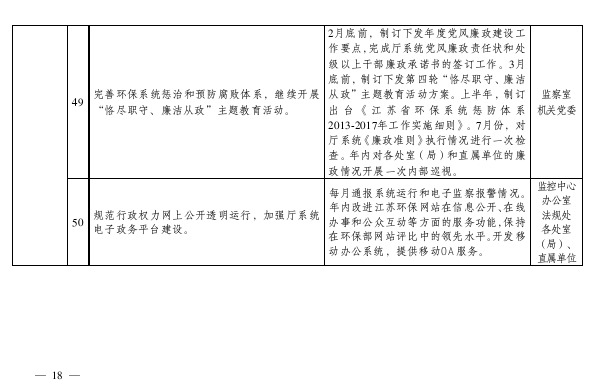 49
完善环保系统惩治和预防腐败体系，继续开展
“恪尽职守、廉洁从政”主题教育活动。
2月底前，制订下发年度党风廉政建设工
作要点，完成厅系统党风廉政责任状和处
级以上干部廉政承诺书的签订工作。3月
底前，制订下发第四轮“恪尽职守、廉洁
从政”主题教育活动方案。上半年，制订
出台《江苏省环保系统惩防体系
2013-2017年工作实施细则》。7月份，对
厅系统《廉政准则》执行情况进行一次检
查。年内对各处室（局）和直属单位的廉
政情况开展一次内部巡视。
监察室
机关党委
50
规范行政权力网上公开透明运行，加强厅系统
电子政务平台建设。
每月通报系统运行和电子监察报警情况。
年内改进江苏环保网站在信息公开、在线
办事和公众互动等方面的服务功能，保持
在环保部网站评比中的领先水平。开发移
动办公系统，提供移动OA服务。
监控中心
办公室
法规处
各处室
（局）、
直属单位
— 18 —